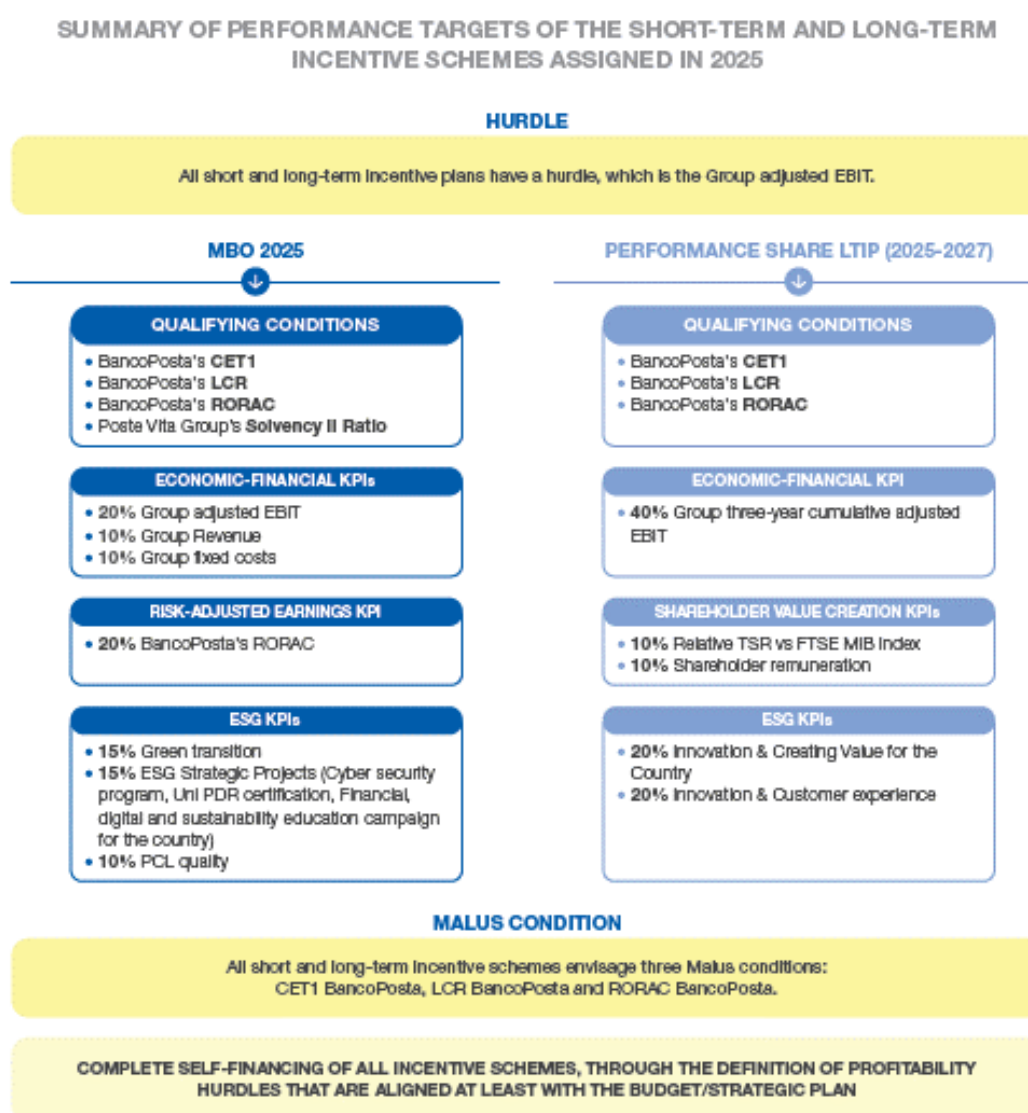 SUMMARY OF PERFORMANCE TARGETS OF THE SHORT-TERM AND LONG-TERM
INCENTIVE SCHEMES ASSIGNED IN 2025
HURDLE
All short and long-term incentive plans have a hurdle, which is the Group adjusted EBIT.
MBO 2025
QUALIFYING CONDITIONS
• BancoPosta's CET1
• BancoPosta's LCR
• BancoPosta's RORAC
• Poste Vita Group's Solvency II Ratio
ECONOMIC-FINANCIAL KPIs
• 20% Group adjusted EBIT
• 10% Group Revenue
• 10% Group fixed costs
RISK-ADJUSTED EARNINGS KPI
• 20% BancoPosta's RORAC
ESG KPIs
• 15% Green transition
• 15% ESG Strategic Projects (Cyber security
program, Uni PDR certification, Financial,
digital and sustainability education campaign
for the country)
• 10% PCL quality
PERFORMANCE SHARE LTIP (2025-2027)
QUALIFYING CONDITIONS
• BancoPosta's CET1
• BancoPosta's LCR
• BancoPosta's RORAC
ECONOMIC-FINANCIAL KPI
• 40% Group three-year cumulative adjusted
EBIT
SHAREHOLDER VALUE CREATION KPIs
• 10% Relative TSR vs FTSE MIB Index
• 10% Shareholder remuneration
ESG KPIs
• 20% Innovation & Creating Value for the
Country
• 20% Innovation & Customer experience
MALUS CONDITION
All short and long-term incentive schemes envisage three Malus conditions:
CET1 BancoPosta, LCR BancoPosta and RORAC BancoPosta.
COMPLETE SELF-FINANCING OF ALL INCENTIVE SCHEMES, THROUGH THE DEFINITION OF PROFITABILITY
HURDLES THAT ARE ALIGNED AT LEAST WITH THE BUDGET/STRATEGIC PLAN